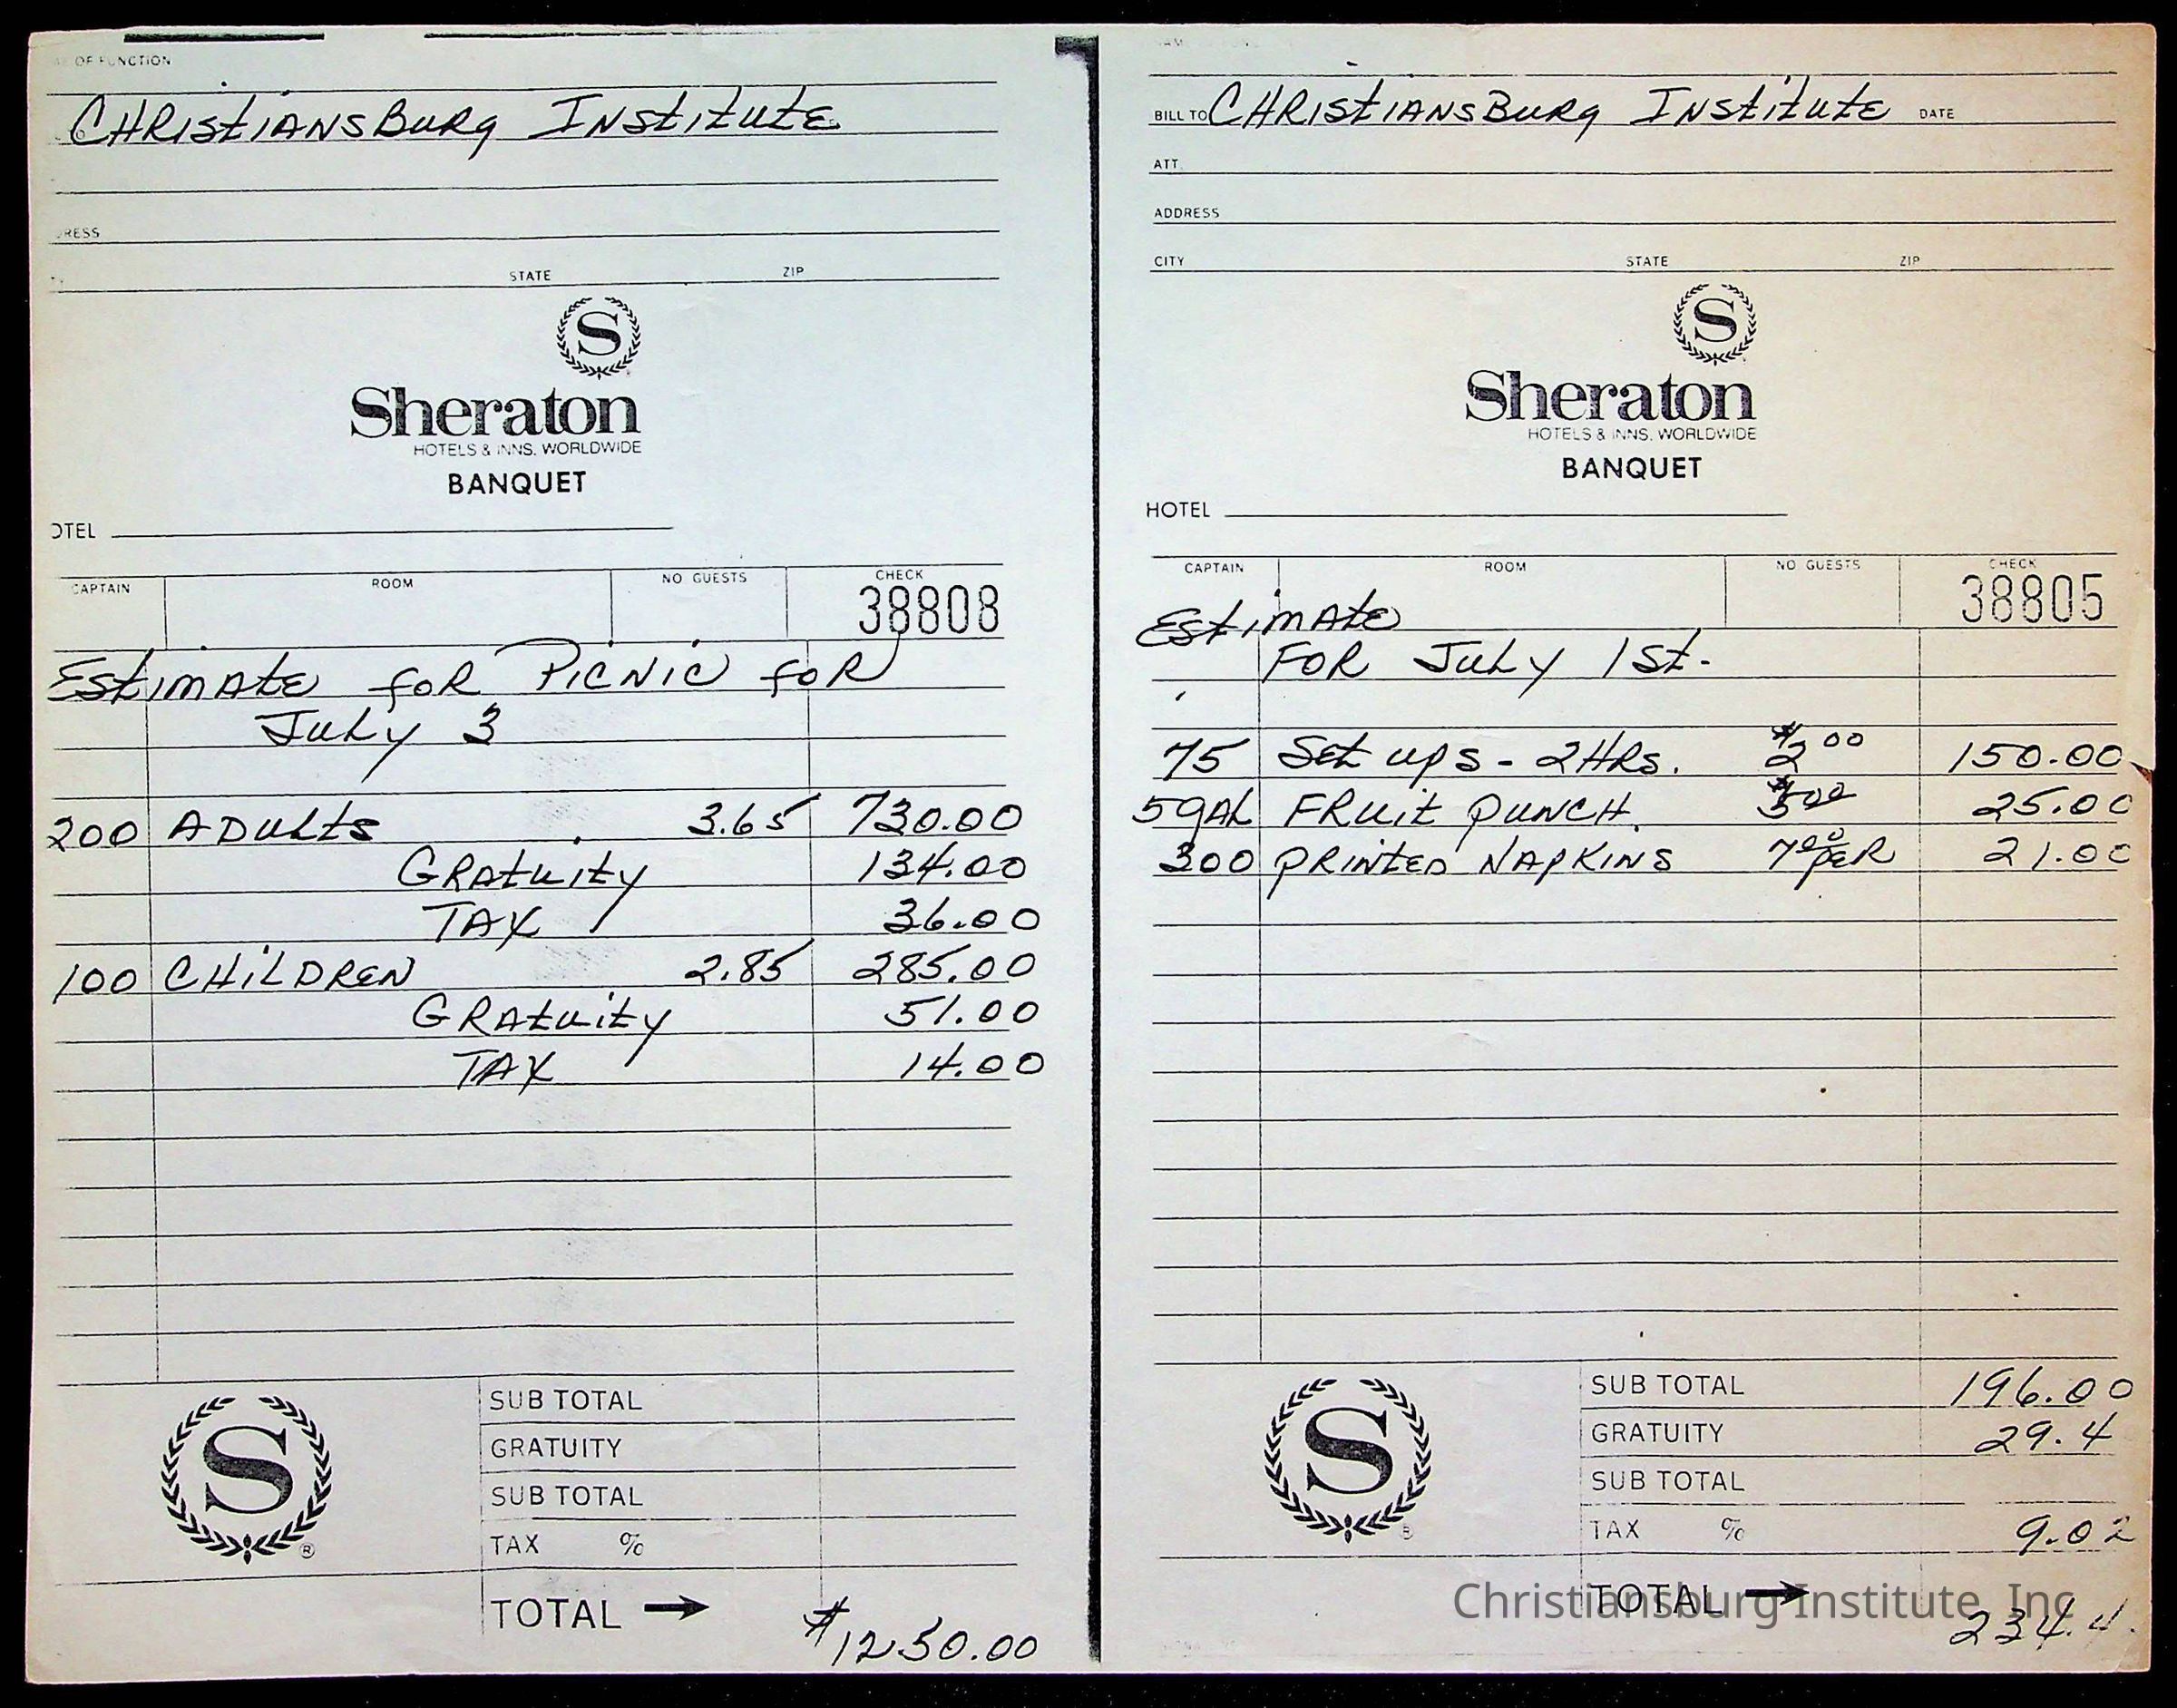 OF FUNCTION
CHRistiANSBURg INstitute
RESS
STATE ZIP
S
Sheraton
HOTELS & INNS, WORLDWIDE
BANQUET
OTEL
CAPTAIN ROOM NO GUESTS CHECK
38808
EstimAte foR PICNIC foR
JuLy 3
200 ADuLts 3.65 730.00
GRAtuity 134.00
TAX 36.00
100 CHiLDREN 2.85 285.00
GRAtuity 51.00
TAX 14.00
S ®
SUB TOTAL
GRATUITY
SUB TOTAL
TAX %
TOTAL → $1250.00
BILL TO CHRistiANSBURg INstitute DATE
ATT.
ADDRESS
CITY STATE ZIP
S
Sheraton
HOTELS & INNS, WORLDWIDE
BANQUET
HOTEL
CAPTAIN ROOM NO GUESTS CHECK
38805
EstimAte
FOR JuLy 1st.
75 Set ups - 2HRs. $2 00 150.00
5gAL FRuit puNCH. $5 00 25.00
300 pRiNted NApKiNS 7¢ peR 21.00
S ®
SUB TOTAL 196.00
GRATUITY 29.4
SUB TOTAL
TAX % 9.02
TOTAL → 234.4
Christiansburg Institute, Inc